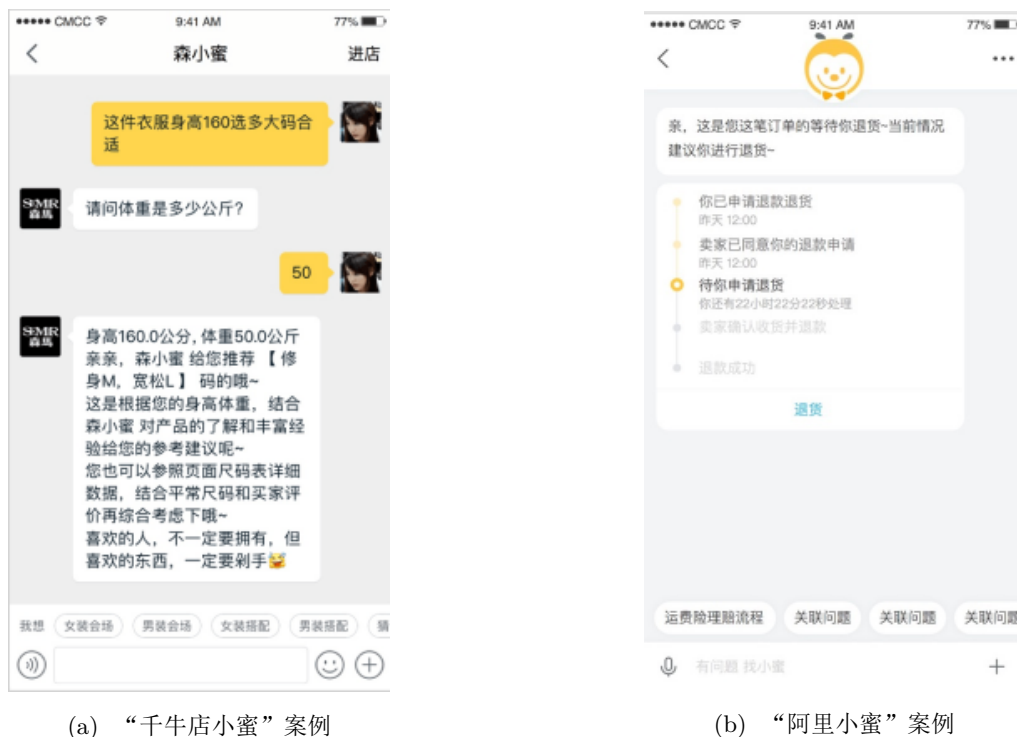 CMCC 9:41 AM 77%
森小蜜 进店
这件衣服身高160选多大码合
适
SEMIR
森馬
请问体重是多少公斤?
50
SEMIR
森馬
身高160.0公分, 体重50.0公斤
亲亲，森小蜜 给您推荐 【 修
身M，宽松L 】 码的哦~
这是根据您的身高体重，结合
森小蜜 对产品的了解和丰富经
验给您的参考建议呢~
您也可以参照页面尺码表详细
数据，结合平常尺码和买家评
价再综合考虑下哦~
喜欢的人，不一定要拥有，但
喜欢的东西，一定要剁手
我想 女装会场 男装会场 女装搭配 男装搭配 猜
(a) “千牛店小蜜”案例
CMCC 9:41 AM 77%
亲，这是您这笔订单的等待你退货~当前情况
建议你进行退货~
你已申请退款退货
昨天 12:00
卖家已同意你的退款申请
昨天 12:00
待你申请退货
你还有22小时22分22秒处理
卖家确认收货并退款
退款成功
退货
运费险理赔流程 关联问题 关联问题 关联问题
有问题 找小蜜
(b) “阿里小蜜”案例